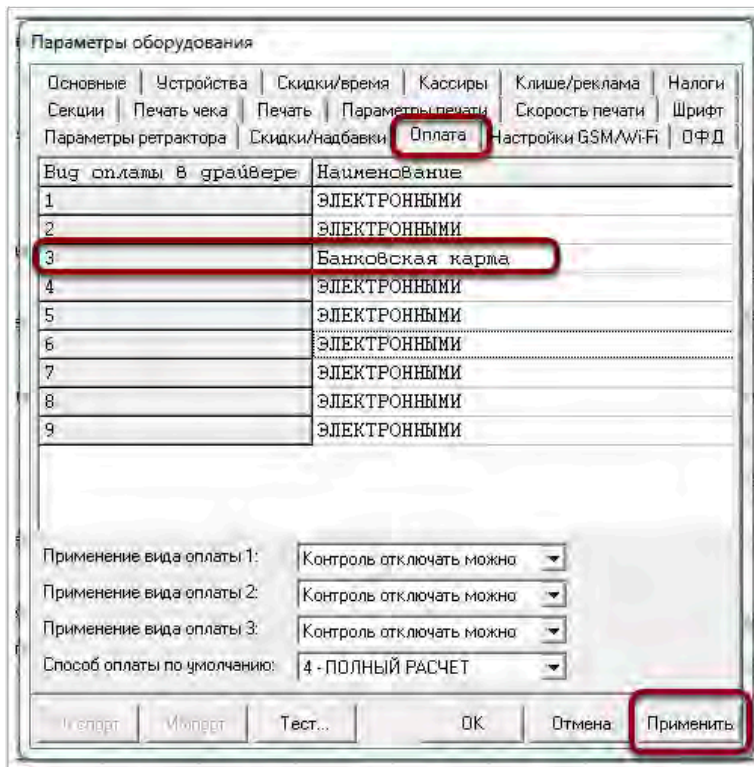 Параметры оборудования
Основные Устройства Скидки/время Кассиры Клише/реклама Налоги
Секции Печать чека Печать Параметры печати Скорость печати Шрифт
Параметры ретрактора Скидки/надбавки Оплата Настройки GSM/Wi-Fi ОФД
Вид оплаты в драйвере Наименование
1 ЭЛЕКТРОННЫМИ
2 ЭЛЕКТРОННЫМИ
3 Банковская карта
4 ЭЛЕКТРОННЫМИ
5 ЭЛЕКТРОННЫМИ
6 ЭЛЕКТРОННЫМИ
7 ЭЛЕКТРОННЫМИ
8 ЭЛЕКТРОННЫМИ
9 ЭЛЕКТРОННЫМИ
Применение вида оплаты 1: Контроль отключать можно
Применение вида оплаты 2: Контроль отключать можно
Применение вида оплаты 3: Контроль отключать можно
Способ оплаты по умолчанию: 4 - ПОЛНЫЙ РАСЧЕТ
Экспорт Импорт Тест... OK Отмена Применить